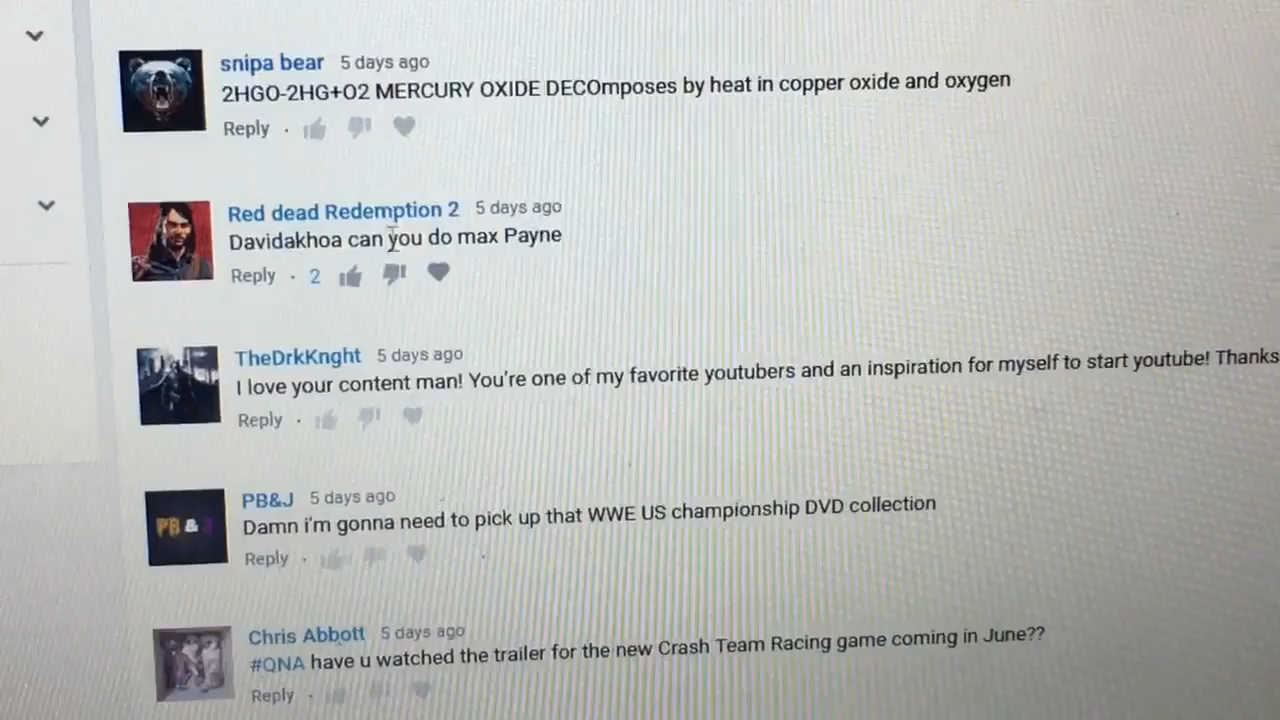 snipa bear 5 days ago
2HGO-2HG+O2 MERCURY OXIDE DECOmposes by heat in copper oxide and oxygen
Reply
Red dead Redemption 2 5 days ago
Davidakhoa can you do max Payne
Reply · 2
TheDrkKnght 5 days ago
I love your content man! You're one of my favorite youtubers and an inspiration for myself to start youtube! Thanks
Reply
PB&J 5 days ago
PB & J
Damn i'm gonna need to pick up that WWE US championship DVD collection
Reply
Chris Abbott 5 days ago
#QNA have u watched the trailer for the new Crash Team Racing game coming in June??
Reply